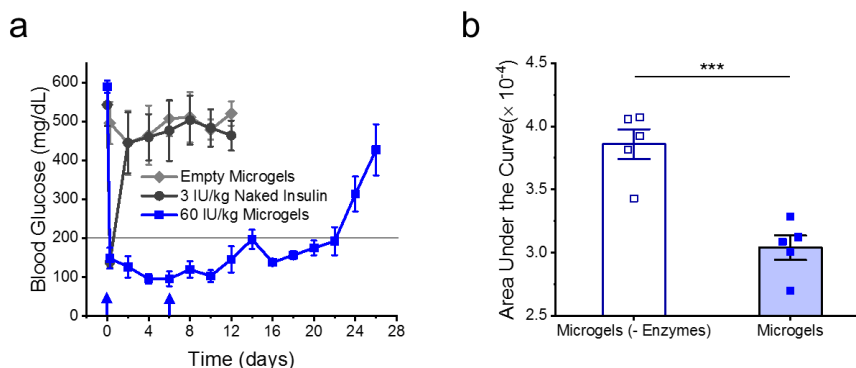 a
Blood Glucose (mg/dL)
600
500
400
300
200
100
0
Empty Microgels
3 IU/kg Naked Insulin
60 IU/kg Microgels
0 4 8 12 16 20 24 28
Time (days)
b
Area Under the Curve(× 10⁻⁴)
4.5
4.0
3.5
3.0
2.5
***
Microgels (- Enzymes) Microgels